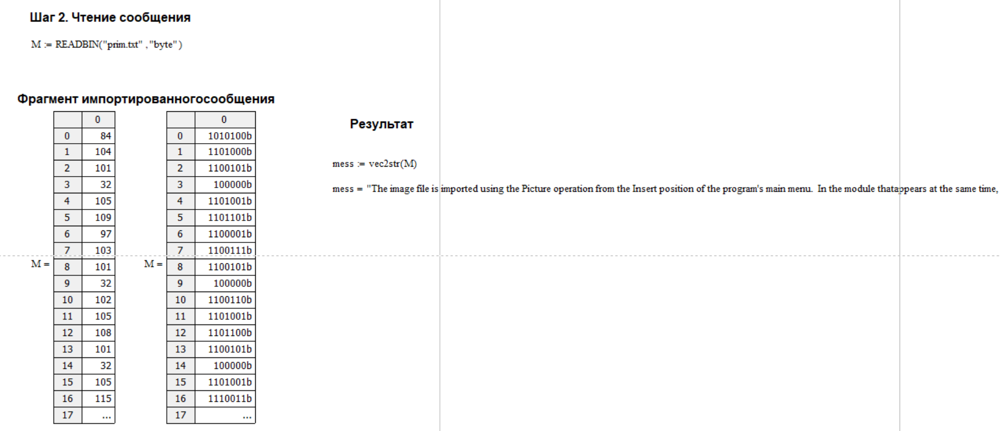 Шаг 2. Чтение сообщения
M := READBIN("prim.txt" ,"byte")
Фрагмент импортированногосообщения
0 0
Результат
0 84 0 1010100b
1 104 1 1101000b
mess := vec2str(M)
2 101 2 1100101b
3 32 3 100000b
mess = "The image file is imported using the Picture operation from the Insert position of the program's main menu. In the module thatappears at the same time,
4 105 4 1101001b
5 109 5 1101101b
6 97 6 1100001b
7 103 7 1100111b
M = 8 101 M = 8 1100101b
9 32 9 100000b
10 102 10 1100110b
11 105 11 1101001b
12 108 12 1101100b
13 101 13 1100101b
14 32 14 100000b
15 105 15 1101001b
16 115 16 1110011b
17 ... 17 ...